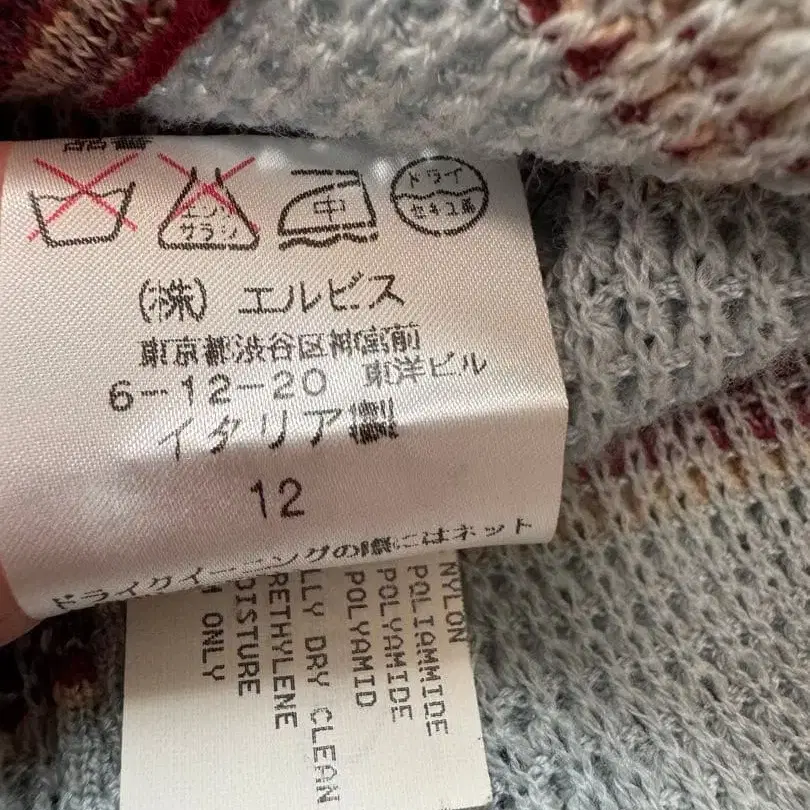 エンソ
サラシ
中
ドライ
セキユ系
(株) エルビス
東京都渋谷区神宮前
6-12-20 東洋ビル
イタリア製
12
ドライクイーニングの際にはネット
NYLON
POLIAMMIDE
POLYAMIDE
POLYAMID
LLY DRY CLEAN
RETHYLENE
OISTURE
ONLY